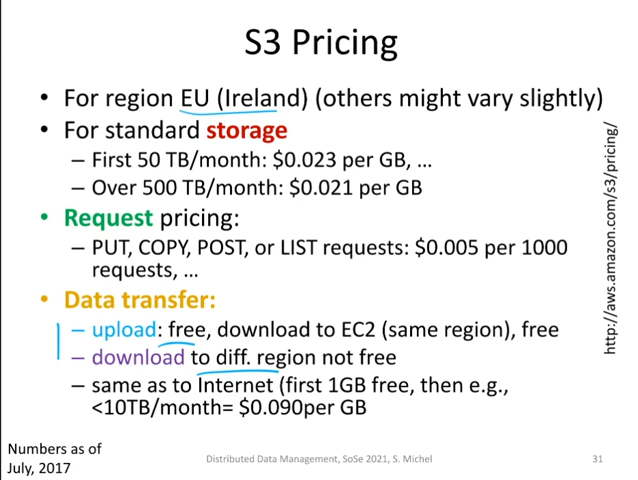 S3 Pricing
• For region EU (Ireland) (others might vary slightly)
• For standard storage
– First 50 TB/month: $0.023 per GB, ...
– Over 500 TB/month: $0.021 per GB
• Request pricing:
– PUT, COPY, POST, or LIST requests: $0.005 per 1000
requests, ...
• Data transfer:
– upload: free, download to EC2 (same region), free
– download to diff. region not free
– same as to Internet (first 1GB free, then e.g.,
<10TB/month= $0.090per GB
http://aws.amazon.com/s3/pricing/
Numbers as of
July, 2017
Distributed Data Management, SoSe 2021, S. Michel
31